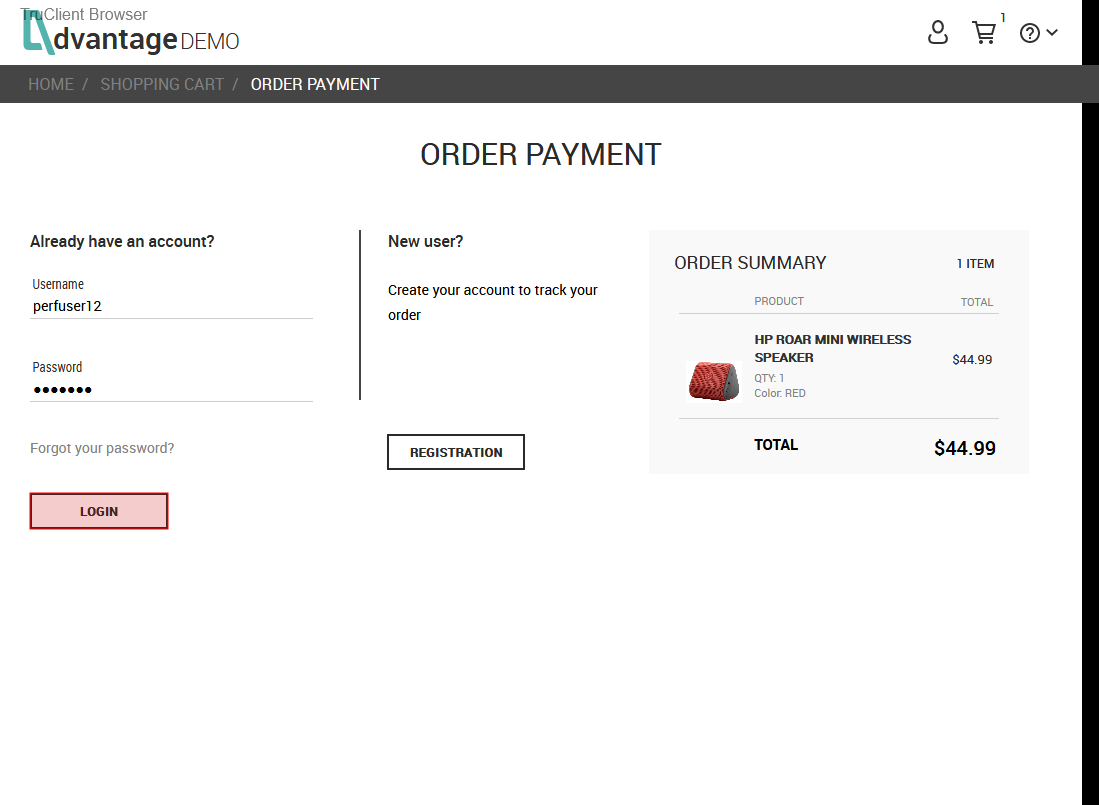 TruClient Browser
dvantage DEMO
1
HOME / SHOPPING CART / ORDER PAYMENT
ORDER PAYMENT
Already have an account?
Username
perfuser12
Password
●●●●●●●
Forgot your password?
LOGIN
New user?
Create your account to track your
order
REGISTRATION
ORDER SUMMARY 1 ITEM
PRODUCT TOTAL
HP ROAR MINI WIRELESS
SPEAKER
$44.99
QTY: 1
Color: RED
TOTAL $44.99